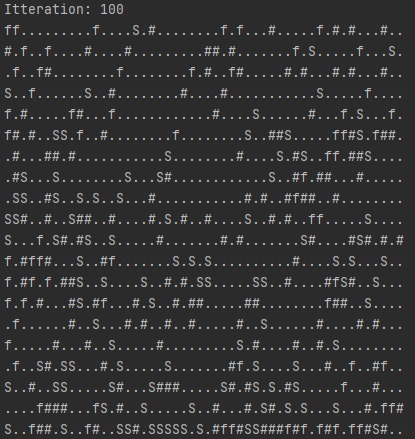 Itteration: 100
ff.........f....S.#........f.f...#.....f.#.#...#..
#.f..f....#....#.........##.#.......f.S.....f...S.
.f..f#........f........f.#..f#.....#.#...#.#...#..
S..f......S..#........#....#...........S.....f....
f.#.....f#...f............#....S......#...f.S...f.
f#.#..SS.f..#........f........S..##S.....ff#S.f##.
.#...##.#...........S........#....S.#S..ff.##S....
.#S...S........S...S#............S..#f.##...#.....
.SS..#S..S.S..S...#...........#.#..#f##..#........
SS#..#..S##..#....#.S.#..#....S..#.#..ff.....S....
S...f.S#.#S..S.....#.......#.#.......S#....#S#.#.#
f.#ff#...S..#f.......S.S.S..........#....S.S...S..
f.#f.f.##S..S....S..#.#.SS.....SS..#....#fS#..S...
f.f.#...#S.#f...#.S..#.##.....##........f##..S....
.f......#..S...#.#..#.#..#.....#..S......#....#.#...
f.....#...#..S......#.........S.#....#..#.S........
.f..S#.SS...#.S.....S.......#f.S....S...#..f..#f..
S..#..SS.....S#...S###.....S#.#S.S.#S.....f...#...
....f###...fS.#..S.....S...#...#.S#.S.S...S...#.ff#
S..f##.S..f#..SS#.SSSSS.S.#ff#SS###f#f.f#f.ff#S#..